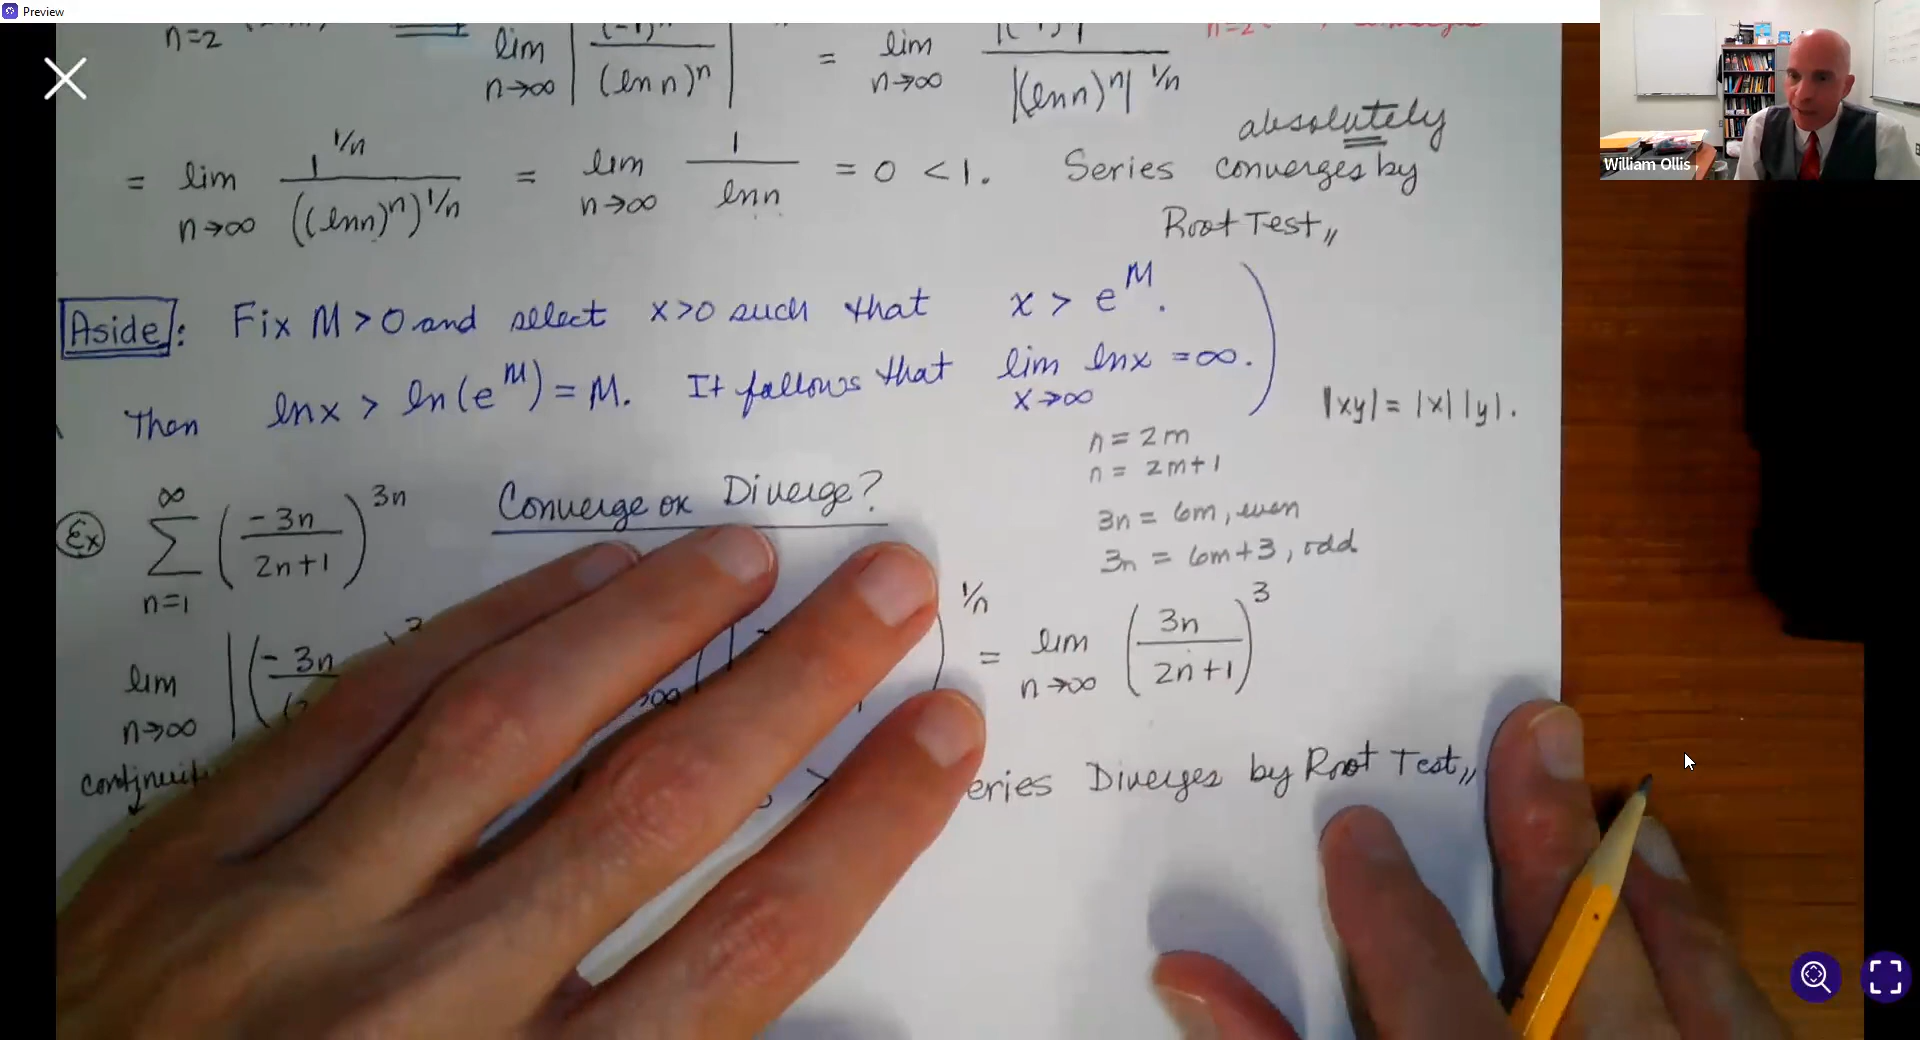 Preview
n=2
lim n→∞ | (-1)^n / (ln n)^n | = lim n→∞ / |(ln n)^n|^1/n
William Ollis
= lim n→∞ 1^1/n / ((ln n)^n)^1/n = lim n→∞ 1 / ln n = 0 < 1. Series absolutely converges by
Root Test,,
Aside: Fix M > 0 and select x > 0 such that x > e^M.
Then ln x > ln(e^M) = M. It follows that lim x→∞ ln x = ∞.
|xy| = |x| |y|.
n = 2m
n = 2m+1
3n = 6m, even
3n = 6m+3, odd
Ex ∞ Σ n=1 (-3n / 2n+1)^3n Converge or Diverge?
lim n→∞ |(-3n 1/n = lim n→∞ (3n / 2n+1)^3
> eries Diverges by Root Test,,